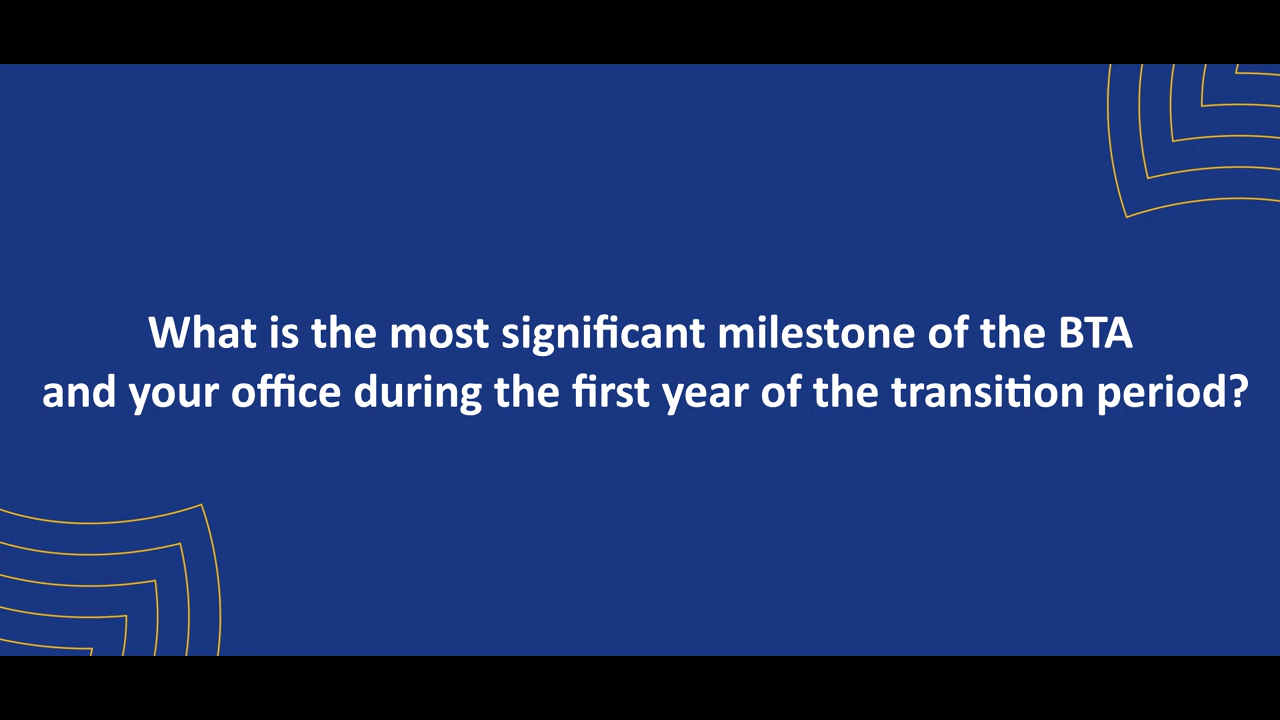 What is the most significant milestone of the BTA
and your office during the first year of the transition period?